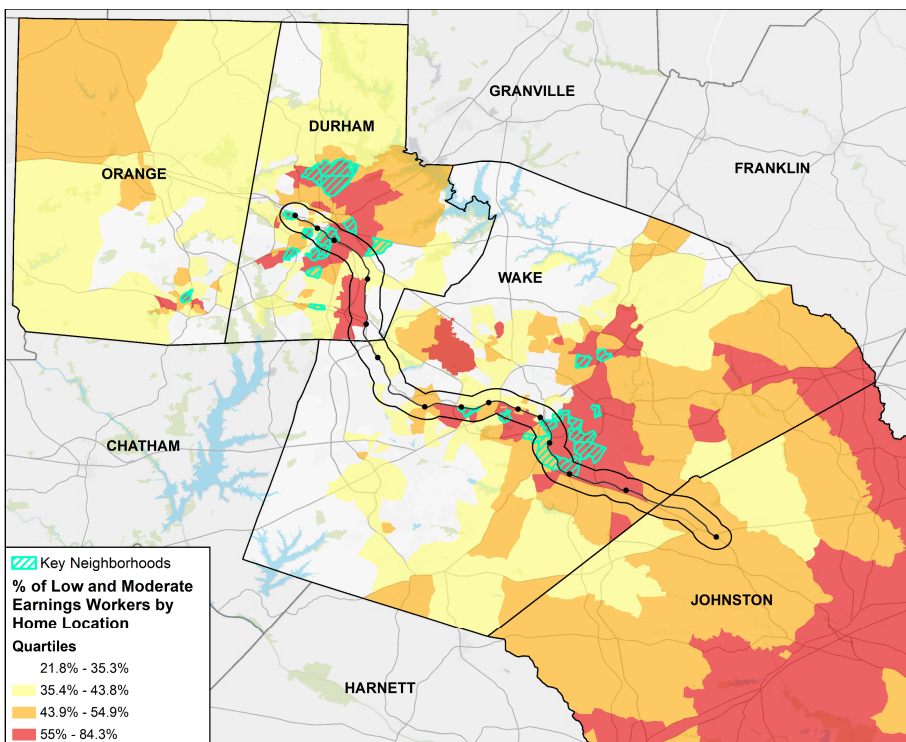 GRANVILLE
DURHAM
FRANKLIN
ORANGE
WAKE
CHATHAM
JOHNSTON
HARNETT
Key Neighborhoods
% of Low and Moderate
Earnings Workers by
Home Location
Quartiles
21.8% - 35.3%
35.4% - 43.8%
43.9% - 54.9%
55% - 84.3%